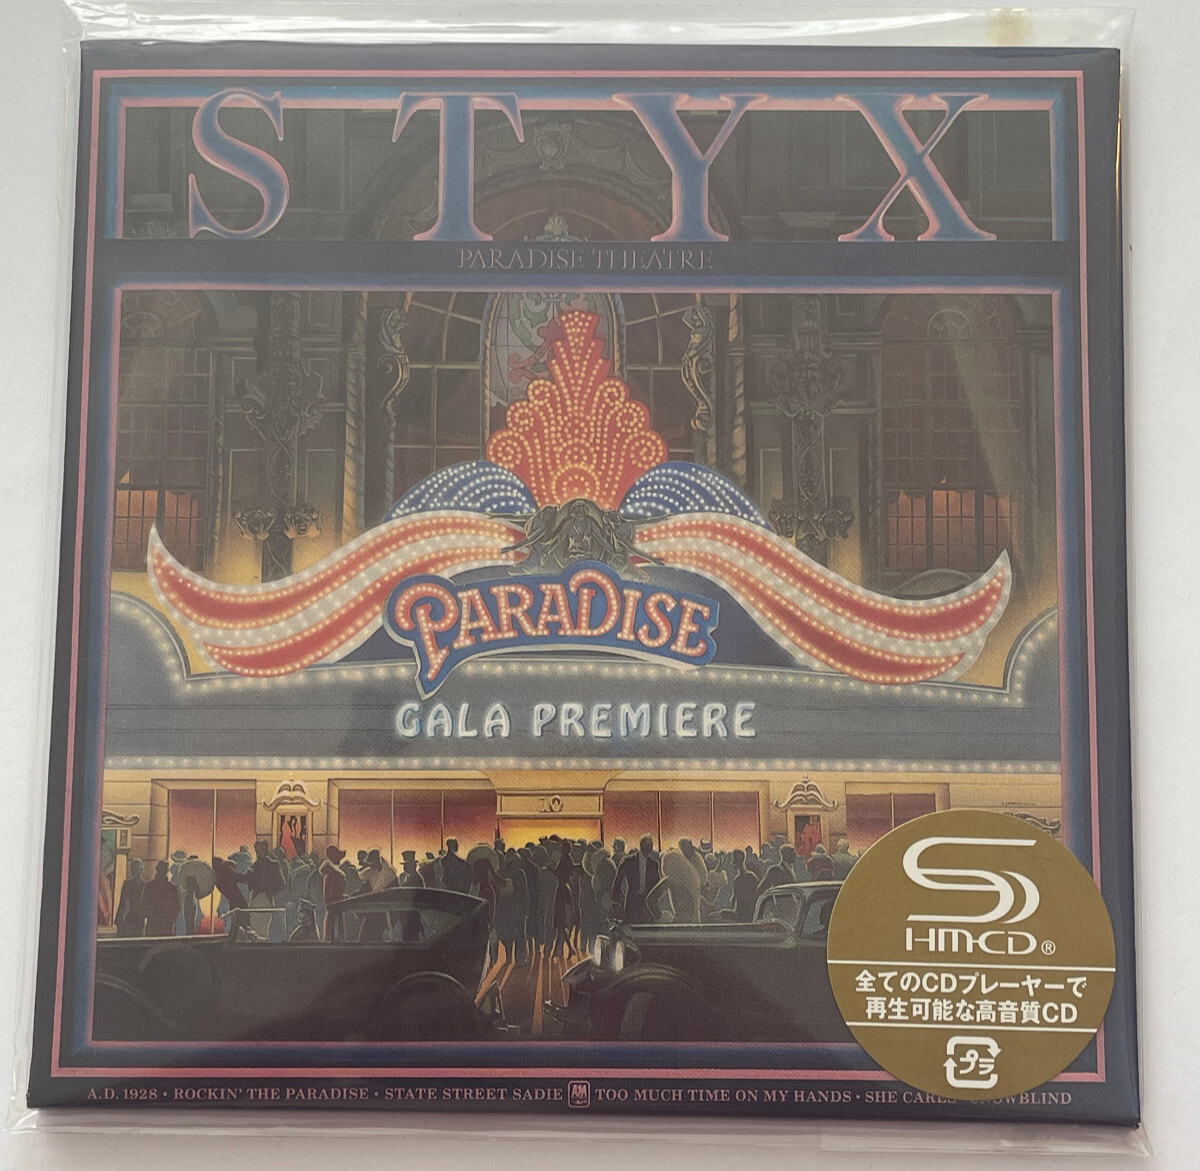 STYX
PARADISE THEATRE
PARADISE
GALA PREMIERE
10
SHM-CD®
全てのCDプレーヤーで
再生可能な高音質CD
プラ
A.D. 1928 • ROCKIN' THE PARADISE • STATE STREET SADIE A&M TOO MUCH TIME ON MY HANDS • SHE CARES SNOWBLIND